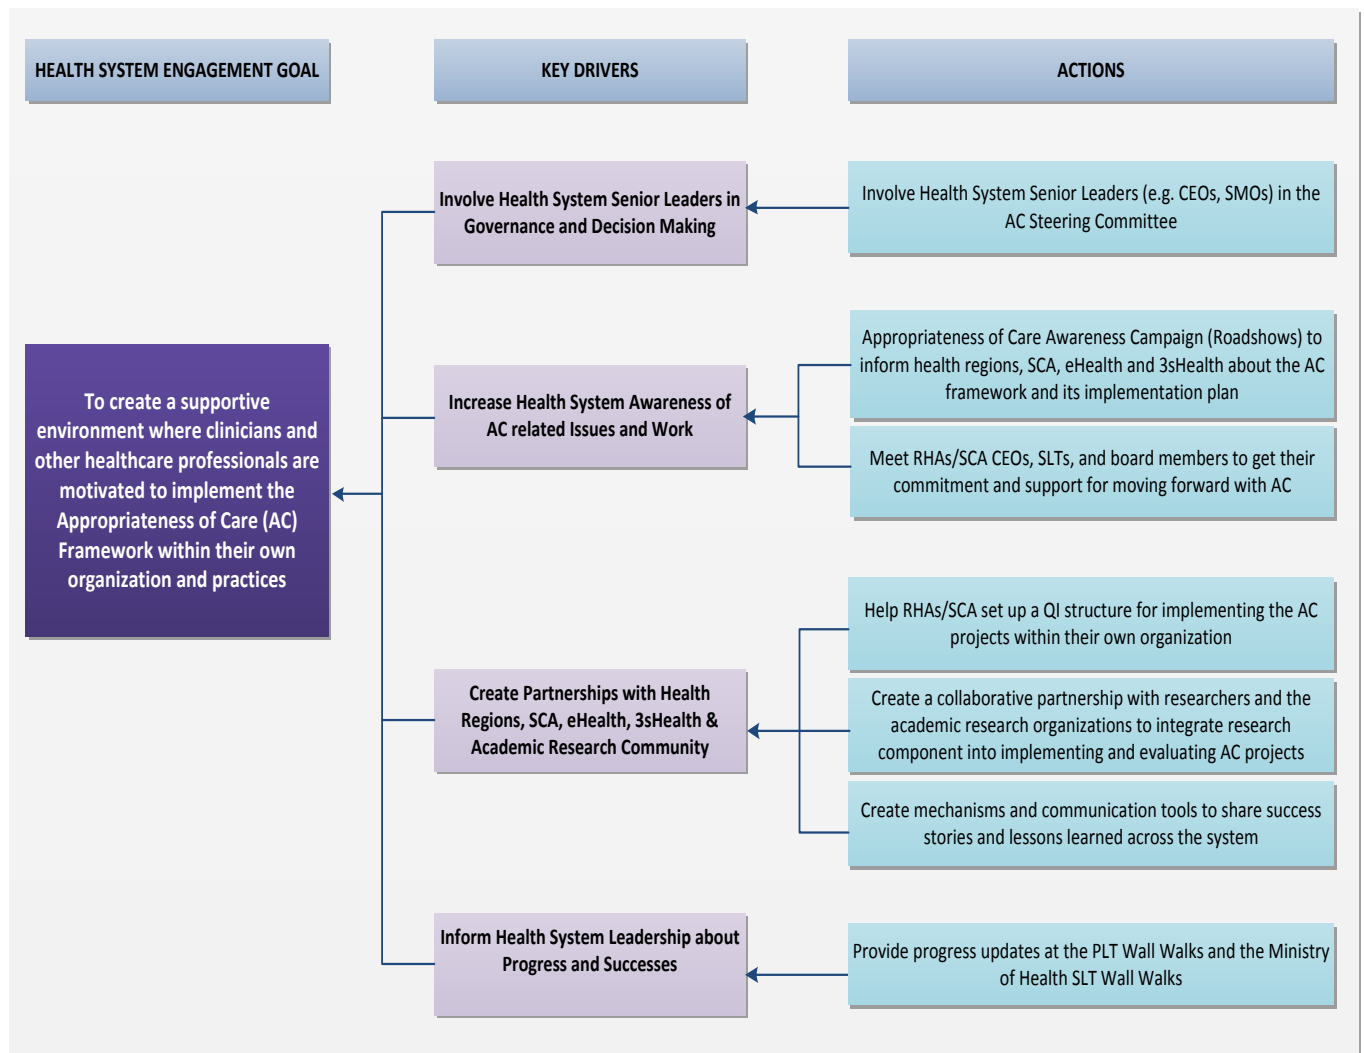 HEALTH SYSTEM ENGAGEMENT GOAL
KEY DRIVERS
ACTIONS
To create a supportive
environment where clinicians and
other healthcare professionals are
motivated to implement the
Appropriateness of Care (AC)
Framework within their own
organization and practices
Involve Health System Senior Leaders in
Governance and Decision Making
Involve Health System Senior Leaders (e.g. CEOs, SMOs) in the
AC Steering Committee
Increase Health System Awareness of
AC related Issues and Work
Appropriateness of Care Awareness Campaign (Roadshows) to
inform health regions, SCA, eHealth and 3sHealth about the AC
framework and its implementation plan
Meet RHAs/SCA CEOs, SLTs, and board members to get their
commitment and support for moving forward with AC
Create Partnerships with Health
Regions, SCA, eHealth, 3sHealth &
Academic Research Community
Help RHAs/SCA set up a QI structure for implementing the AC
projects within their own organization
Create a collaborative partnership with researchers and the
academic research organizations to integrate research
component into implementing and evaluating AC projects
Create mechanisms and communication tools to share success
stories and lessons learned across the system
Inform Health System Leadership about
Progress and Successes
Provide progress updates at the PLT Wall Walks and the Ministry
of Health SLT Wall Walks